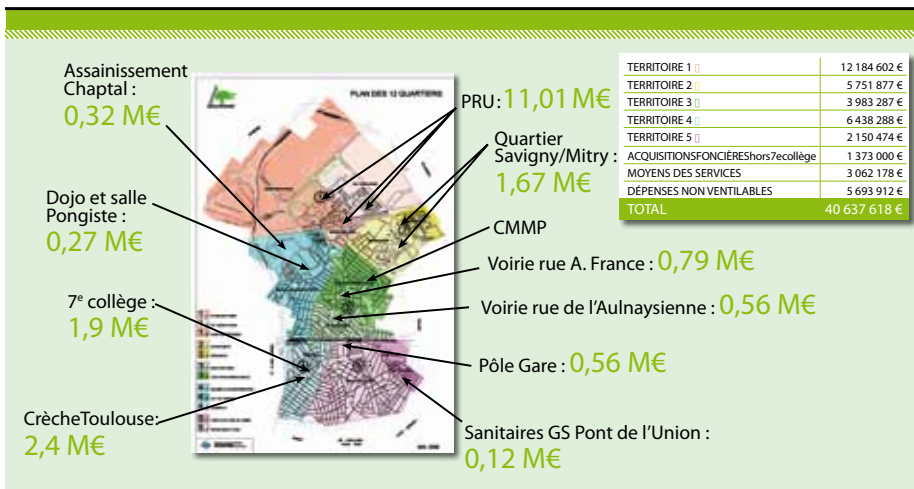 Assainissement
Chaptal :
0,32 M€
Dojo et salle
Pongiste :
0,27 M€
7e collège :
1,9 M€
CrècheToulouse:
2,4 M€
PLAN DES 12 QUARTIERS
PRU : 11,01 M€
Quartier
Savigny/Mitry :
1,67 M€
CMMP
Voirie rue A. France : 0,79 M€
Voirie rue de l'Aulnaysienne : 0,56 M€
Pôle Gare : 0,56 M€
Sanitaires GS Pont de l'Union :
0,12 M€
TERRITOIRE 1 12 184 602 €
TERRITOIRE 2 5 751 877 €
TERRITOIRE 3 3 983 287 €
TERRITOIRE 4 6 438 288 €
TERRITOIRE 5 2 150 474 €
ACQUISITIONSFONCIÈREShors7ecollège 1 373 000 €
MOYENS DES SERVICES 3 062 178 €
DÉPENSES NON VENTILABLES 5 693 912 €
TOTAL 40 637 618 €